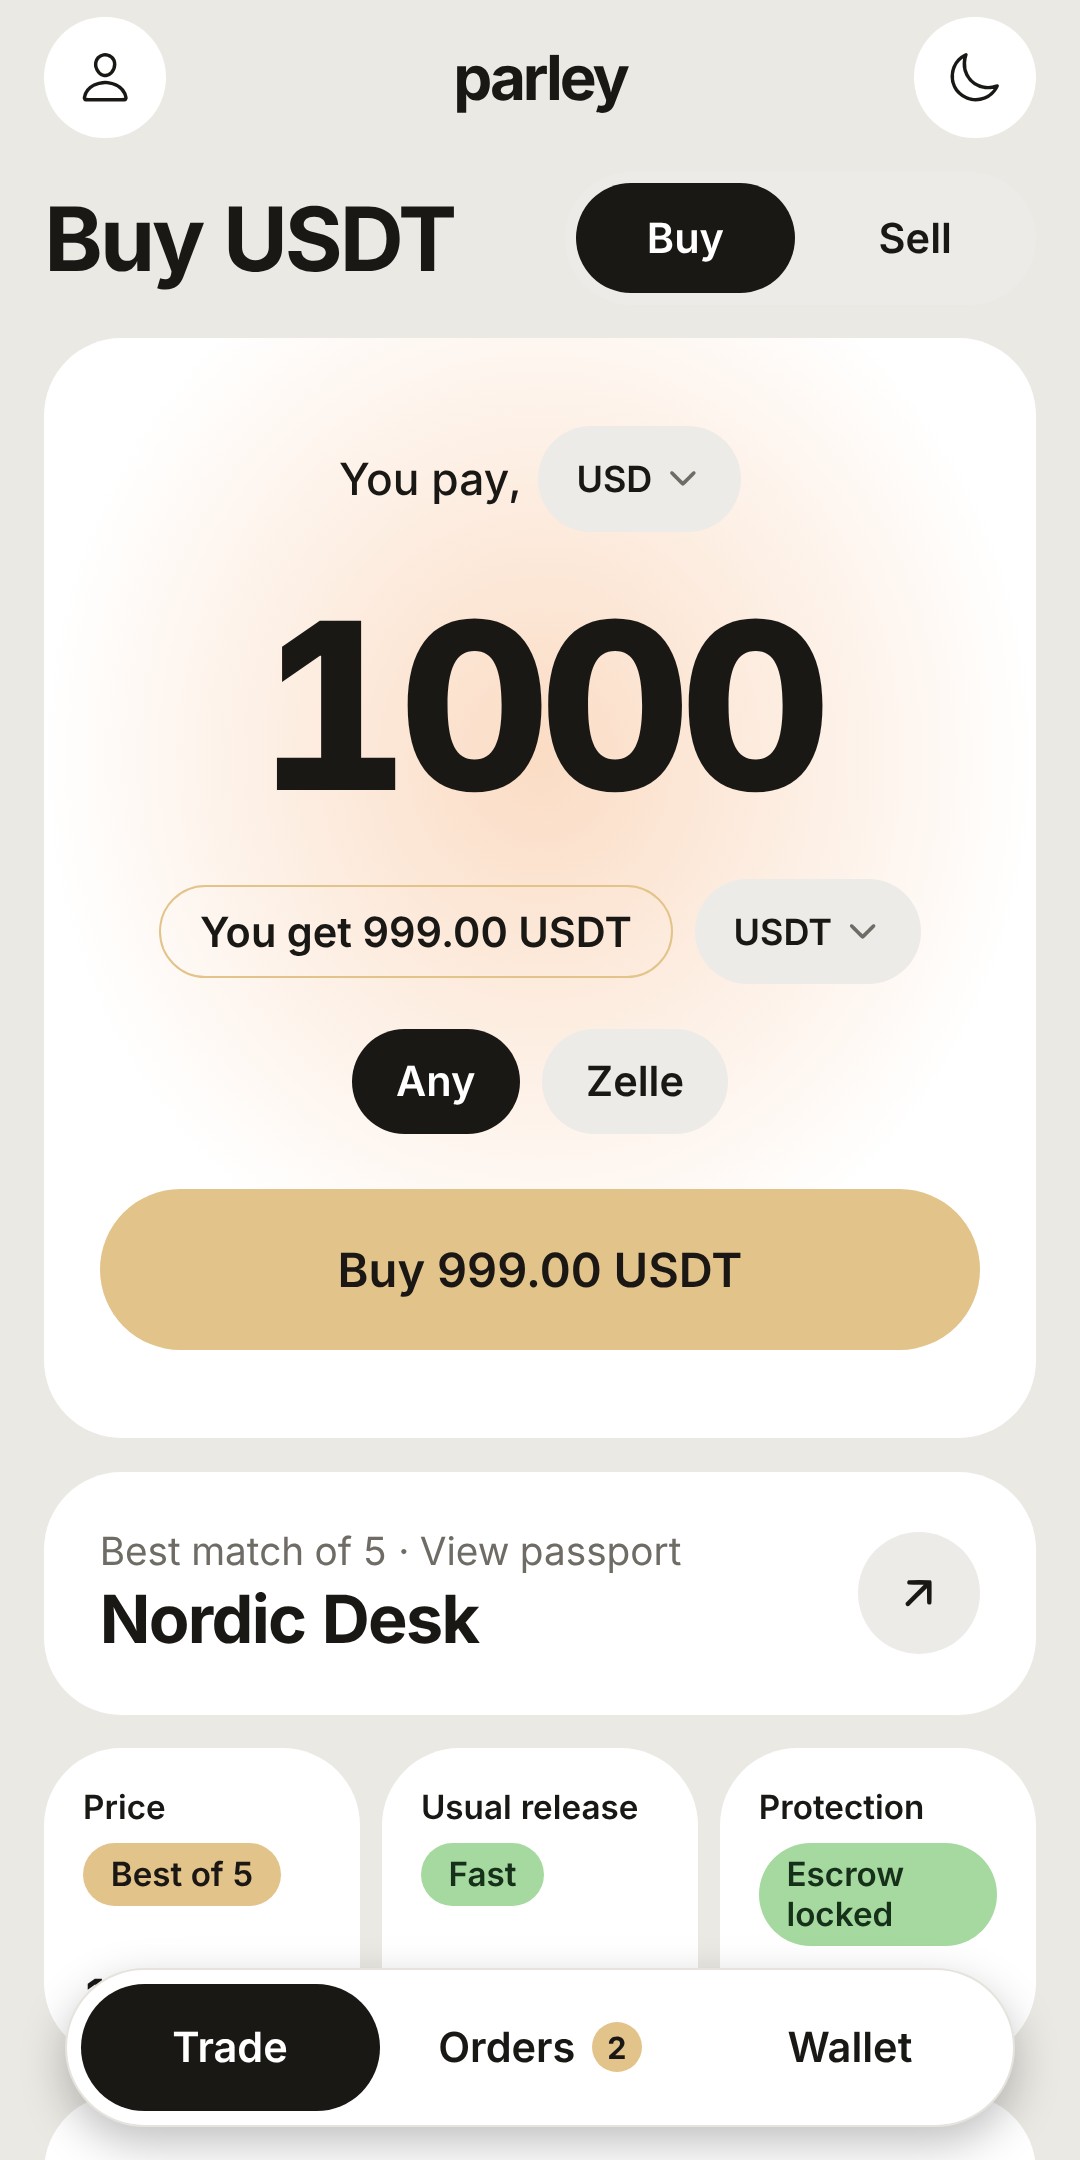 parley
Buy USDT
Buy
Sell
You pay,
USD
1000
You get 999.00 USDT
USDT
Any
Zelle
Buy 999.00 USDT
Best match of 5 · View passport
Nordic Desk
Price
Best of 5
Usual release
Fast
Protection
Escrow
locked
Trade
Orders 2
Wallet